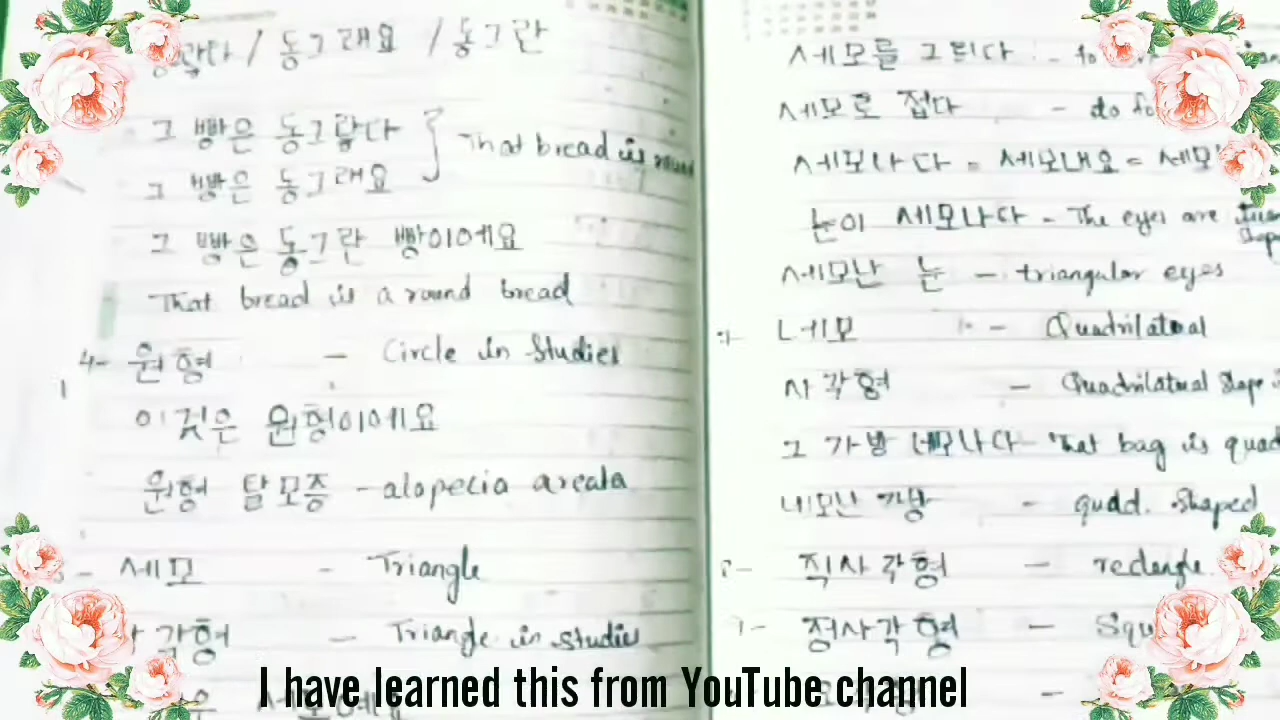 동그래요 / 동그란
그 빵은 동그랗다
그 빵은 동그래요
} That bread is round
그 빵은 동그란 빵이에요
That bread is a round bread
4- 원형 - Circle in Studies
이것은 원형이에요
원형 탈모증 - alopecia areata
세모 - Triangle
각형 - Triangle in studies
세모를 그리다 - to
세모로 접다 - to fo
세모나다 = 세모내요 = 세모
눈이 세모나다 - The eyes are
세모난 눈 - triangular eyes
네모 - Quadrilateral
사각형 - Quadrilateral Shape
그 가방 네모나다 - That bag is quad
네모난 가방 - quad. shaped
직사각형 - rectangle
정사각형 - Squ
I have learned this from YouTube channel